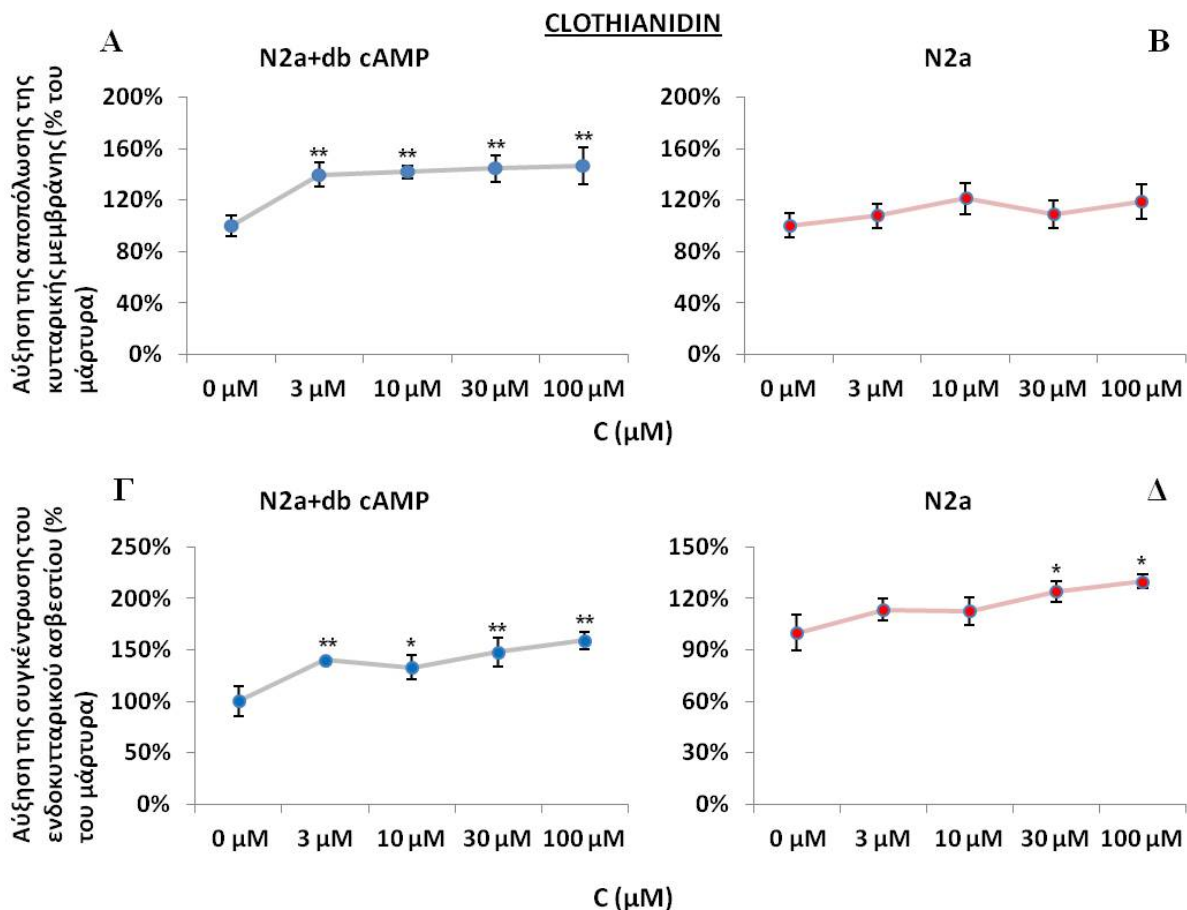 CLOTHIANIDIN
Α
N2a+db cAMP
Αύξηση της αποπόλωσης της
κυτταρικής μεμβράνης (% του
μάρτυρα)
200%
160%
120%
80%
40%
0%
**
**
**
**
0 μM 3 μM 10 μM 30 μM 100 μM
N2a
Β
200%
160%
120%
80%
40%
0%
0 μM 3 μM 10 μM 30 μM 100 μM
C (μM)
Γ
N2a+db cAMP
Αύξηση της συγκέντρωσης του
ενδοκυτταρικού ασβεστίου (%
του μάρτυρα)
250%
200%
150%
100%
50%
0%
**
*
**
**
0 μM 3 μM 10 μM 30 μM 100 μM
N2a
Δ
150%
120%
90%
60%
30%
0%
*
*
0 μM 3 μM 10 μM 30 μM 100 μM
C (μM)